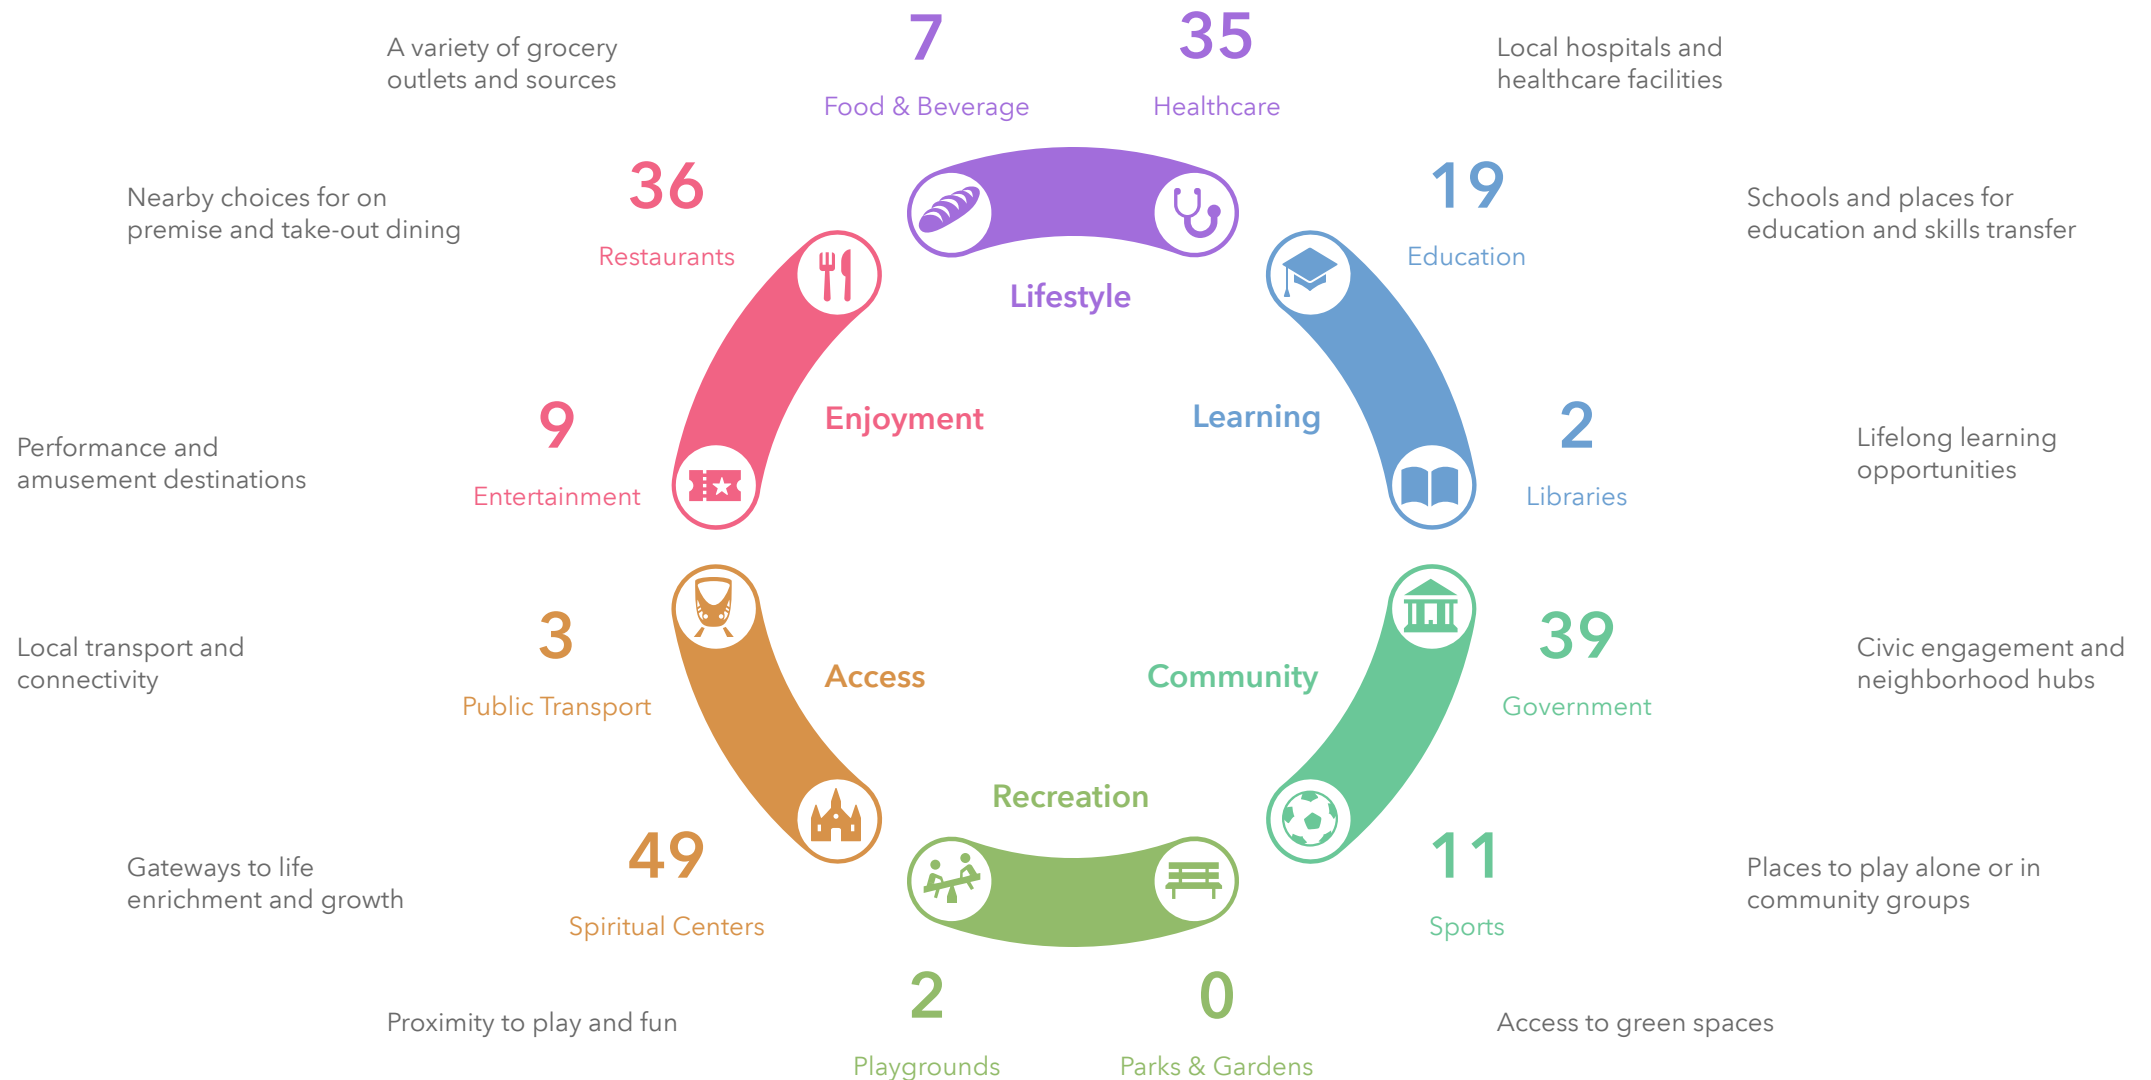 7
35
A variety of grocery
outlets and sources
Local hospitals and
healthcare facilities
Food & Beverage
Healthcare
36
19
Nearby choices for on
premise and take-out dining
Schools and places for
education and skills transfer
Restaurants
Education
Lifestyle
Enjoyment
Learning
9
2
Performance and
amusement destinations
Lifelong learning
opportunities
Entertainment
Libraries
3
39
Local transport and
connectivity
Access
Community
Civic engagement and
neighborhood hubs
Public Transport
Government
Recreation
49
11
Gateways to life
enrichment and growth
Places to play alone or in
community groups
Spiritual Centers
Sports
2
0
Proximity to play and fun
Access to green spaces
Playgrounds
Parks & Gardens